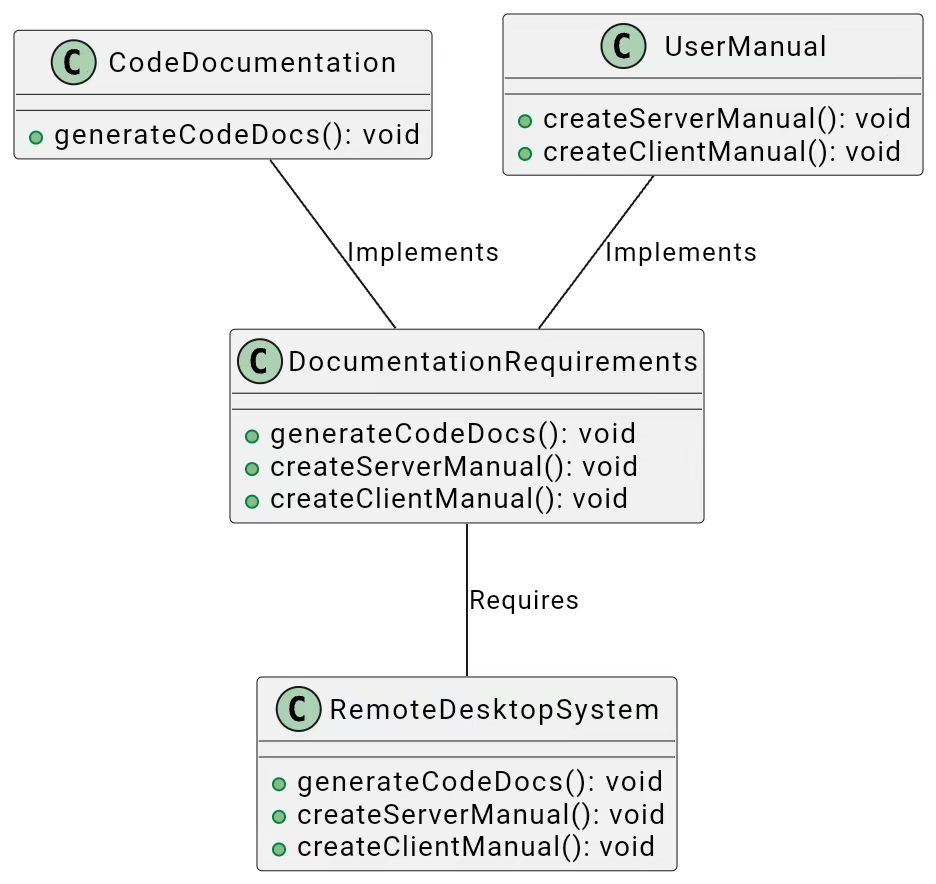 C CodeDocumentation
generateCodeDocs(): void
C UserManual
createServerManual(): void
createClientManual(): void
Implements
Implements
C DocumentationRequirements
generateCodeDocs(): void
createServerManual(): void
createClientManual(): void
Requires
C RemoteDesktopSystem
generateCodeDocs(): void
createServerManual(): void
createClientManual(): void